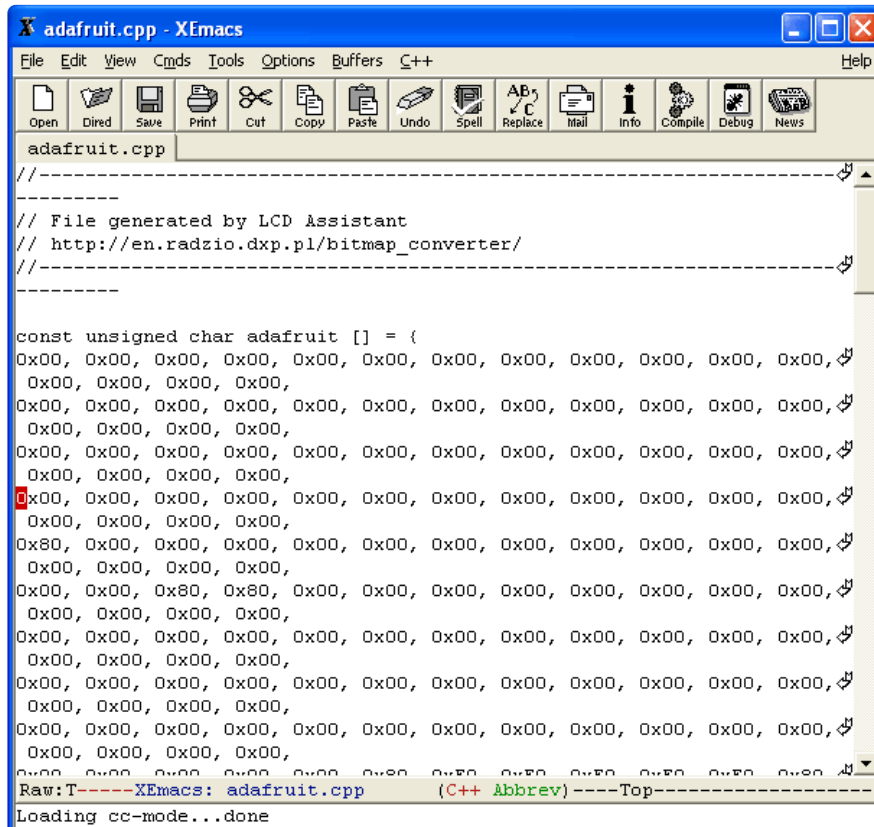 adafruit.cpp - XEmacs
File Edit View Cmds Tools Options Buffers C++ Help
Open Dired Save Print Cut Copy Paste Undo Spell Replace Mail Info Compile Debug News
adafruit.cpp
//---------------------------------------------------------------------
---------
// File generated by LCD Assistant
// http://en.radzio.dxp.pl/bitmap_converter/
//---------------------------------------------------------------------
---------
const unsigned char adafruit [] = {
0x00, 0x00, 0x00, 0x00, 0x00, 0x00, 0x00, 0x00, 0x00, 0x00, 0x00, 0x00,
0x00, 0x00, 0x00, 0x00,
0x00, 0x00, 0x00, 0x00, 0x00, 0x00, 0x00, 0x00, 0x00, 0x00, 0x00, 0x00,
0x00, 0x00, 0x00, 0x00,
0x00, 0x00, 0x00, 0x00, 0x00, 0x00, 0x00, 0x00, 0x00, 0x00, 0x00, 0x00,
0x00, 0x00, 0x00, 0x00,
0x00, 0x00, 0x00, 0x00, 0x00, 0x00, 0x00, 0x00, 0x00, 0x00, 0x00, 0x00,
0x00, 0x00, 0x00, 0x00,
0x80, 0x00, 0x00, 0x00, 0x00, 0x00, 0x00, 0x00, 0x00, 0x00, 0x00, 0x00,
0x00, 0x00, 0x00, 0x00,
0x00, 0x00, 0x80, 0x80, 0x00, 0x00, 0x00, 0x00, 0x00, 0x00, 0x00, 0x00,
0x00, 0x00, 0x00, 0x00,
0x00, 0x00, 0x00, 0x00, 0x00, 0x00, 0x00, 0x00, 0x00, 0x00, 0x00, 0x00,
0x00, 0x00, 0x00, 0x00,
0x00, 0x00, 0x00, 0x00, 0x00, 0x00, 0x00, 0x00, 0x00, 0x00, 0x00, 0x00,
0x00, 0x00, 0x00, 0x00,
0x00, 0x00, 0x00, 0x00, 0x00, 0x00, 0x00, 0x00, 0x00, 0x00, 0x00, 0x00,
0x00, 0x00, 0x00, 0x00,
Raw:T-----XEmacs: adafruit.cpp (C++ Abbrev)----Top-------------------
Loading cc-mode...done